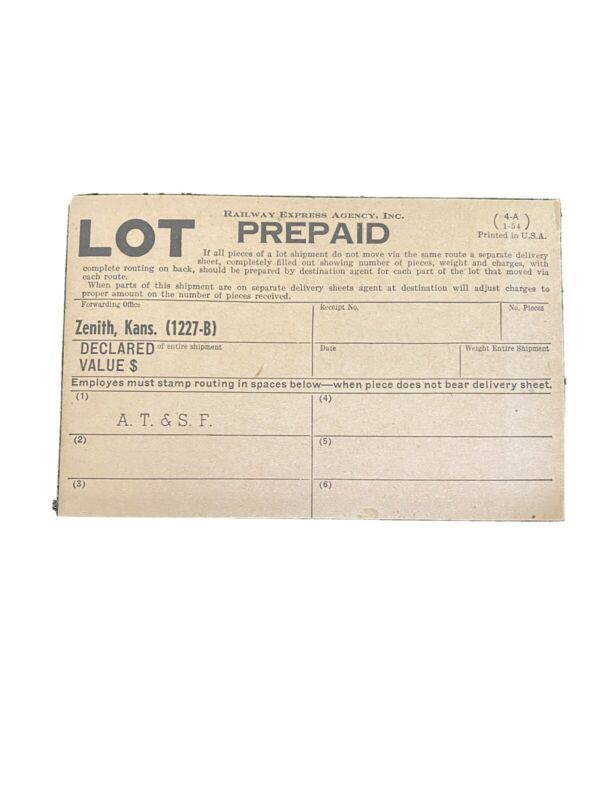 RAILWAY EXPRESS AGENCY, INC.
LOT PREPAID
(4-A 1-54)
Printed in U.S.A.
If all pieces of a lot shipment do not move via the same route a separate delivery
sheet, completely filled out showing number of pieces, weight and charges, with
complete routing on back, should be prepared by destination agent for each part of the lot that moved via
each route.
When parts of this shipment are on separate delivery sheets agent at destination will adjust charges to
proper amount on the number of pieces received.
Forwarding Office
Receipt No.
No. Pieces
Zenith, Kans. (1227-B)
DECLARED of entire shipment
VALUE $
Date
Weight Entire Shipment
Employes must stamp routing in spaces below—when piece does not bear delivery sheet.
(1)
A. T. & S. F.
(4)
(2)
(5)
(3)
(6)